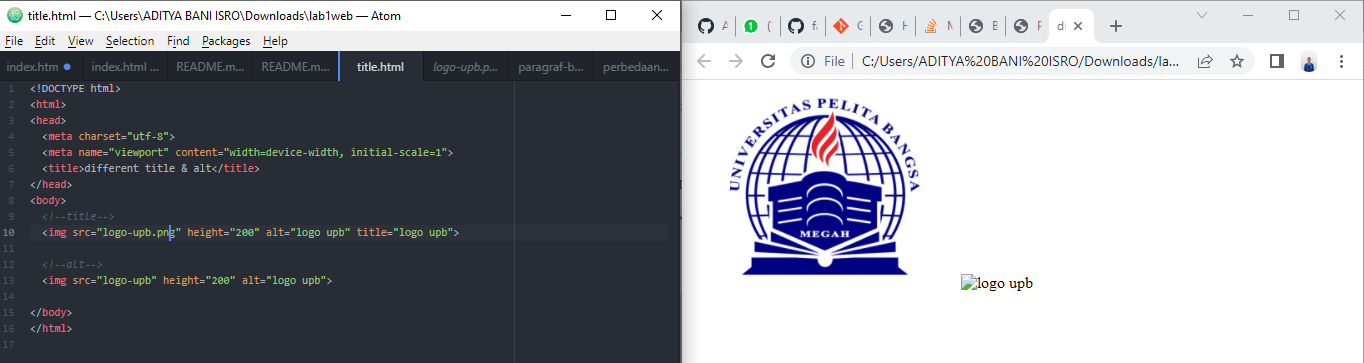 title.html — C:\Users\ADITYA BANI ISRO\Downloads\lab1web — Atom
File Edit View Selection Find Packages Help
index.htm index.html ... README.m... README.m... title.html logo-upb.p... paragraf-b... perbedaan...
1 <!DOCTYPE html>
2 <html>
3 <head>
4 <meta charset="utf-8">
5 <meta name="viewport" content="width=device-width, initial-scale=1">
6 <title>different title & alt</title>
7 </head>
8 <body>
9 <!--title-->
10 <img src="logo-upb.png" height="200" alt="logo upb" title="logo upb">
11
12 <!--alt-->
13 <img src="logo-upb" height="200" alt="logo upb">
14
15 </body>
16 </html>
17
di
File C:/Users/ADITYA%20BANI%20ISRO/Downloads/la...
UNIVERSITAS PELITA BANGSA
MEGAH
logo upb